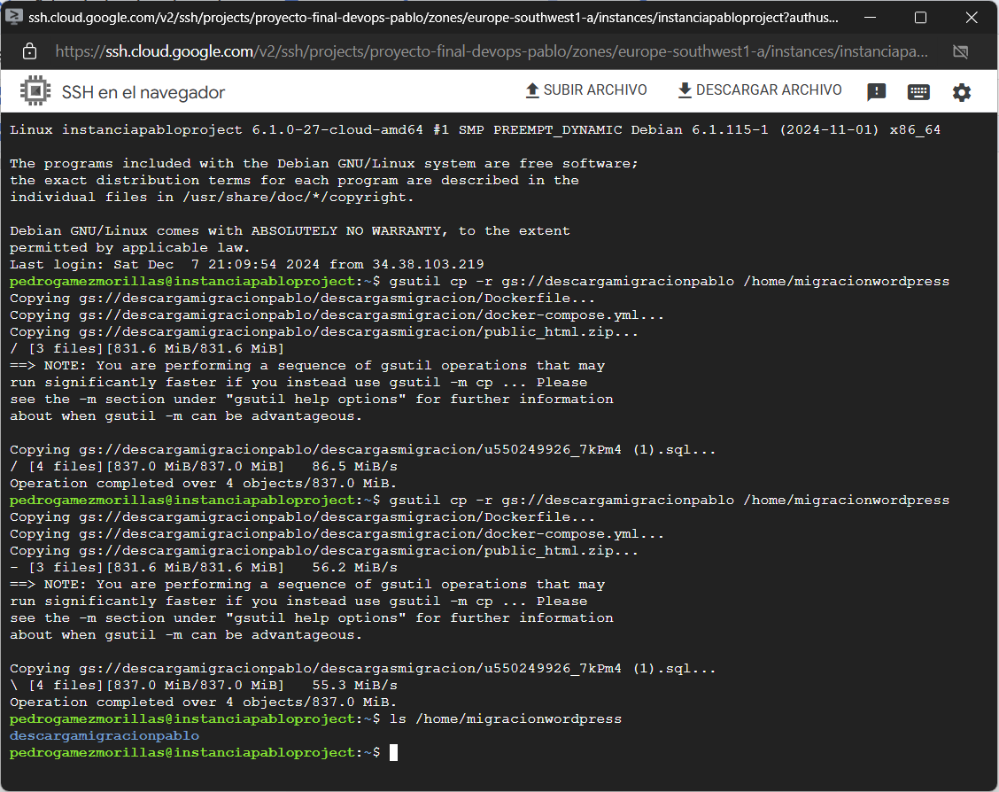 ssh.cloud.google.com/v2/ssh/projects/proyecto-final-devops-pablo/zones/europe-southwest1-a/instances/instanciapabloproject?authus...
https://ssh.cloud.google.com/v2/ssh/projects/proyecto-final-devops-pablo/zones/europe-southwest1-a/instances/instanciapa...
SSH en el navegador
SUBIR ARCHIVO
DESCARGAR ARCHIVO
Linux instanciapabloproject 6.1.0-27-cloud-amd64 #1 SMP PREEMPT_DYNAMIC Debian 6.1.115-1 (2024-11-01) x86_64
The programs included with the Debian GNU/Linux system are free software;
the exact distribution terms for each program are described in the
individual files in /usr/share/doc/*/copyright.
Debian GNU/Linux comes with ABSOLUTELY NO WARRANTY, to the extent
permitted by applicable law.
Last login: Sat Dec  7 21:09:54 2024 from 34.38.103.219
pedrogamezmorillas@instanciapabloproject:~$ gsutil cp -r gs://descargamigracionpablo /home/migracionwordpress
Copying gs://descargamigracionpablo/descargasmigracion/Dockerfile...
Copying gs://descargamigracionpablo/descargasmigracion/docker-compose.yml...
Copying gs://descargamigracionpablo/descargasmigracion/public_html.zip...
/ [3 files][831.6 MiB/831.6 MiB]
==> NOTE: You are performing a sequence of gsutil operations that may
run significantly faster if you instead use gsutil -m cp ... Please
see the -m section under "gsutil help options" for further information
about when gsutil -m can be advantageous.
Copying gs://descargamigracionpablo/descargasmigracion/u550249926_7kPm4 (1).sql...
/ [4 files][837.0 MiB/837.0 MiB]   86.5 MiB/s
Operation completed over 4 objects/837.0 MiB.
pedrogamezmorillas@instanciapabloproject:~$ gsutil cp -r gs://descargamigracionpablo /home/migracionwordpress
Copying gs://descargamigracionpablo/descargasmigracion/Dockerfile...
Copying gs://descargamigracionpablo/descargasmigracion/docker-compose.yml...
Copying gs://descargamigracionpablo/descargasmigracion/public_html.zip...
- [3 files][831.6 MiB/831.6 MiB]   56.2 MiB/s
==> NOTE: You are performing a sequence of gsutil operations that may
run significantly faster if you instead use gsutil -m cp ... Please
see the -m section under "gsutil help options" for further information
about when gsutil -m can be advantageous.
Copying gs://descargamigracionpablo/descargasmigracion/u550249926_7kPm4 (1).sql...
\ [4 files][837.0 MiB/837.0 MiB]   55.3 MiB/s
Operation completed over 4 objects/837.0 MiB.
pedrogamezmorillas@instanciapabloproject:~$ ls /home/migracionwordpress
descargamigracionpablo
pedrogamezmorillas@instanciapabloproject:~$